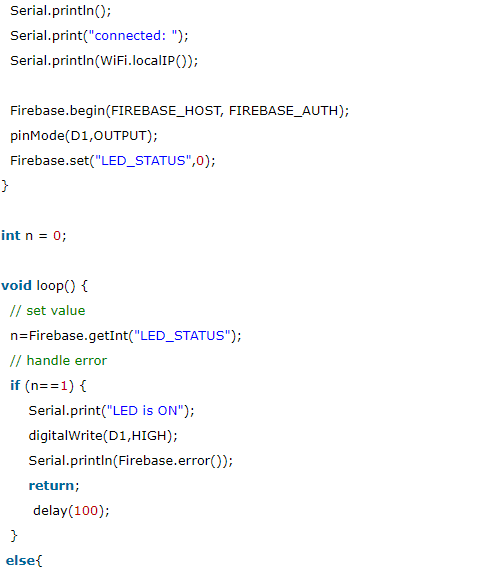 Serial.println();
Serial.print("connected: ");
Serial.println(WiFi.localIP());
Firebase.begin(FIREBASE_HOST, FIREBASE_AUTH);
pinMode(D1,OUTPUT);
Firebase.set("LED_STATUS",0);
}
int n = 0;
void loop() {
// set value
n=Firebase.getInt("LED_STATUS");
// handle error
if (n==1) {
Serial.print("LED is ON");
digitalWrite(D1,HIGH);
Serial.println(Firebase.error());
return;
delay(100);
}
else{